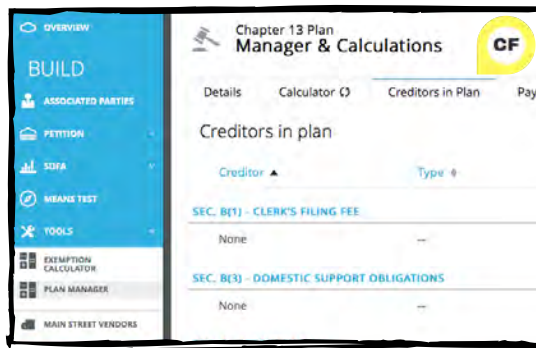 OVERVIEW
BUILD
ASSOCIATED PARTIES
PETITION
SOFA
MEANS TEST
TOOLS
EXEMPTION
CALCULATOR
PLAN MANAGER
MAIN STREET VENDORS
Chapter 13 Plan
Manager & Calculations
CF
Details Calculator Creditors in Plan Pay
Creditors in plan
Creditor Type
SEC. B(1) - CLERK'S FILING FEE
None --
SEC. B(3) - DOMESTIC SUPPORT OBLIGATIONS
None --